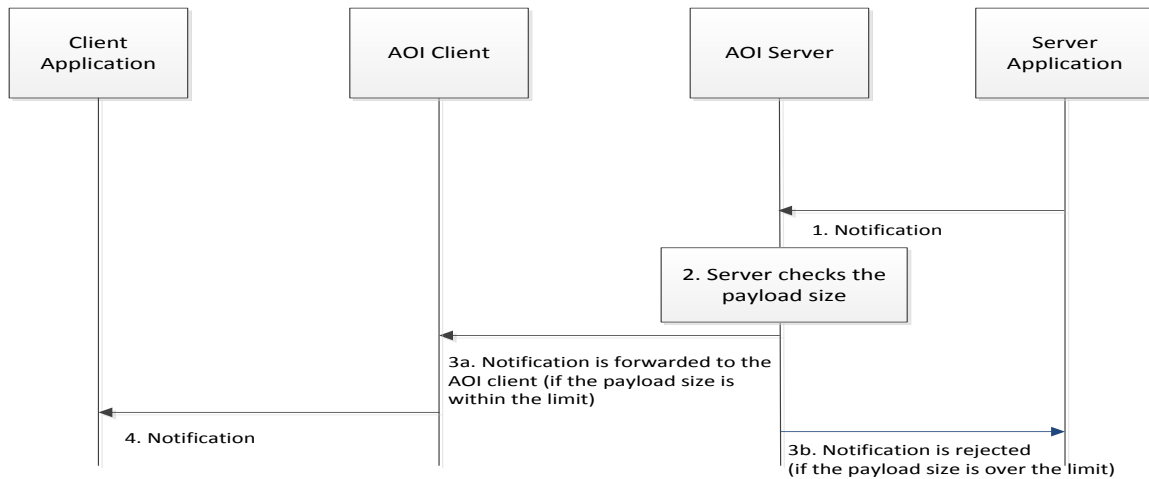 Client
Application
AOI Client
AOI Server
Server
Application
1. Notification
2. Server checks the
payload size
3a. Notification is forwarded to the
AOI client (if the payload size is
within the limit)
4. Notification
3b. Notification is rejected
(if the payload size is over the limit)